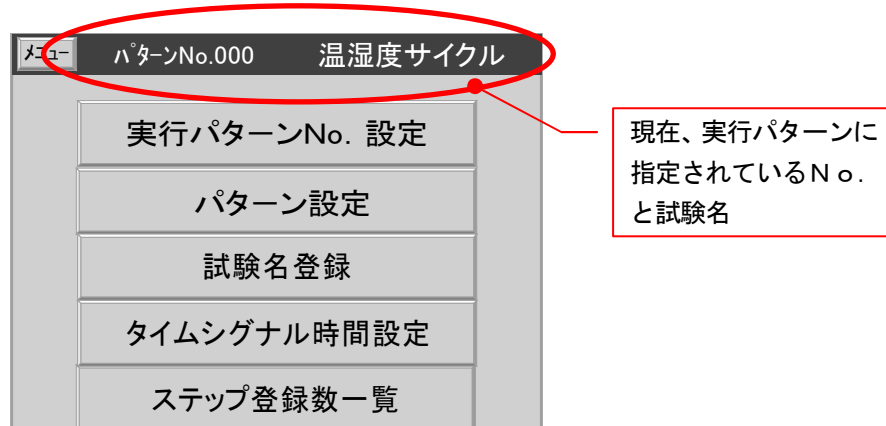 ﾒﾆｭｰ ﾊﾟﾀｰﾝNo.000 温湿度サイクル
実行パターンNo. 設定
パターン設定
試験名登録
タイムシグナル時間設定
ステップ登録数一覧
現在、実行パターンに
指定されているＮｏ．
と試験名